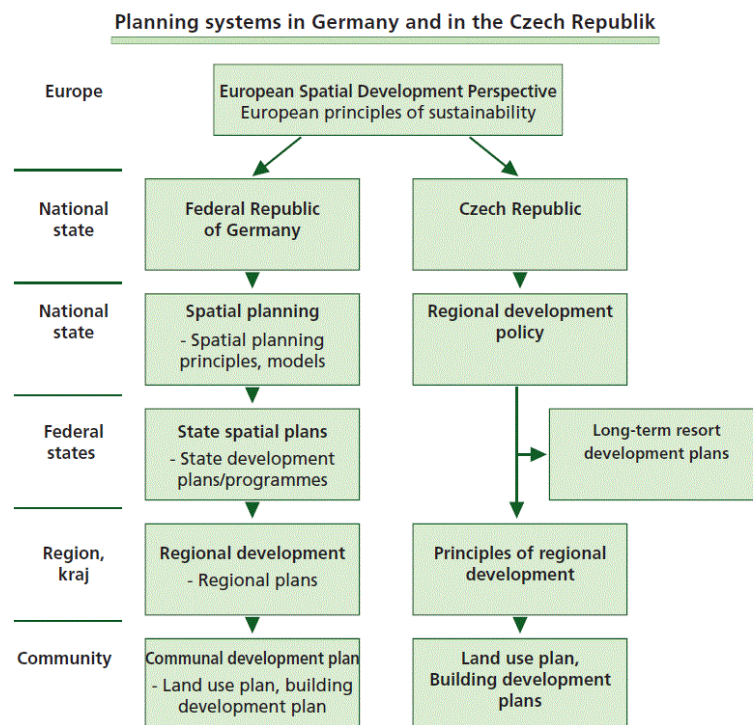 Planning systems in Germany and in the Czech Republik
Europe
European Spatial Development Perspective
European principles of sustainability
National
state
Federal Republic
of Germany
Czech Republic
National
state
Spatial planning
- Spatial planning
principles, models
Regional development
policy
Federal
states
State spatial plans
- State development
plans/programmes
Long-term resort
development plans
Region,
kraj
Regional development
- Regional plans
Principles of regional
development
Community
Communal development plan
- Land use plan, building
development plan
Land use plan,
Building development
plans